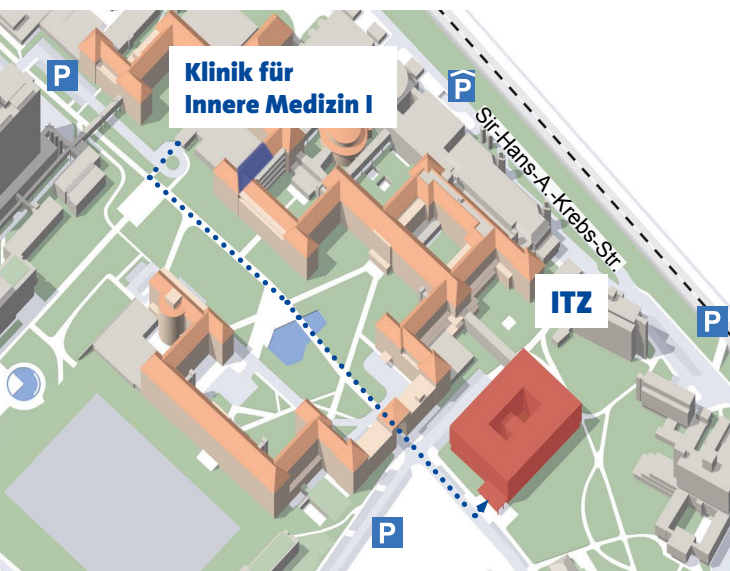 P
Klinik für
Innere Medizin I
P
Sir-Hans-A.-Krebs-Str.
ITZ
P
P